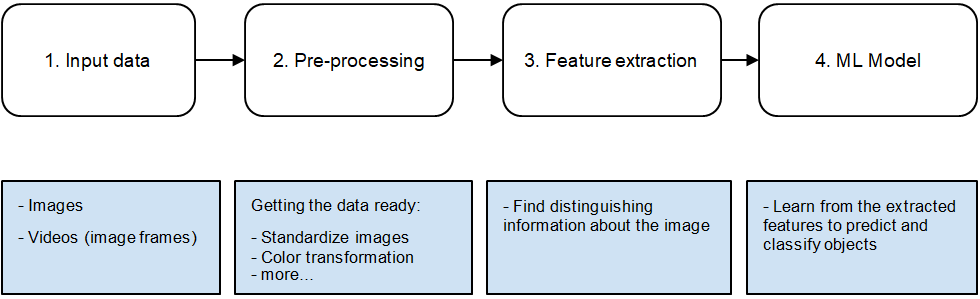 1. Input data
2. Pre-processing
3. Feature extraction
4. ML Model
- Images
- Videos (image frames)
Getting the data ready:
- Standardize images
- Color transformation
- more...
- Find distinguishing
information about the image
- Learn from the extracted
features to predict and
classify objects